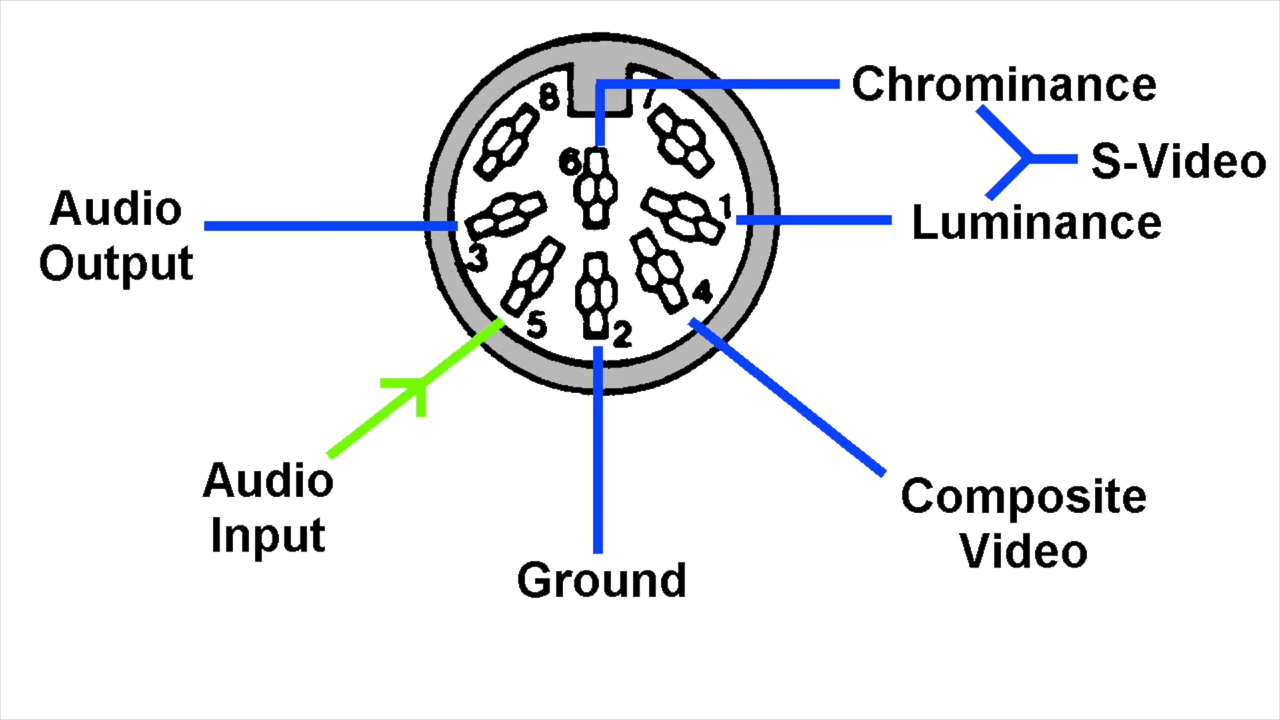 8
7
Chrominance
6
S-Video
Audio
Output
1
Luminance
3
4
5
2
Audio
Input
Composite
Video
Ground